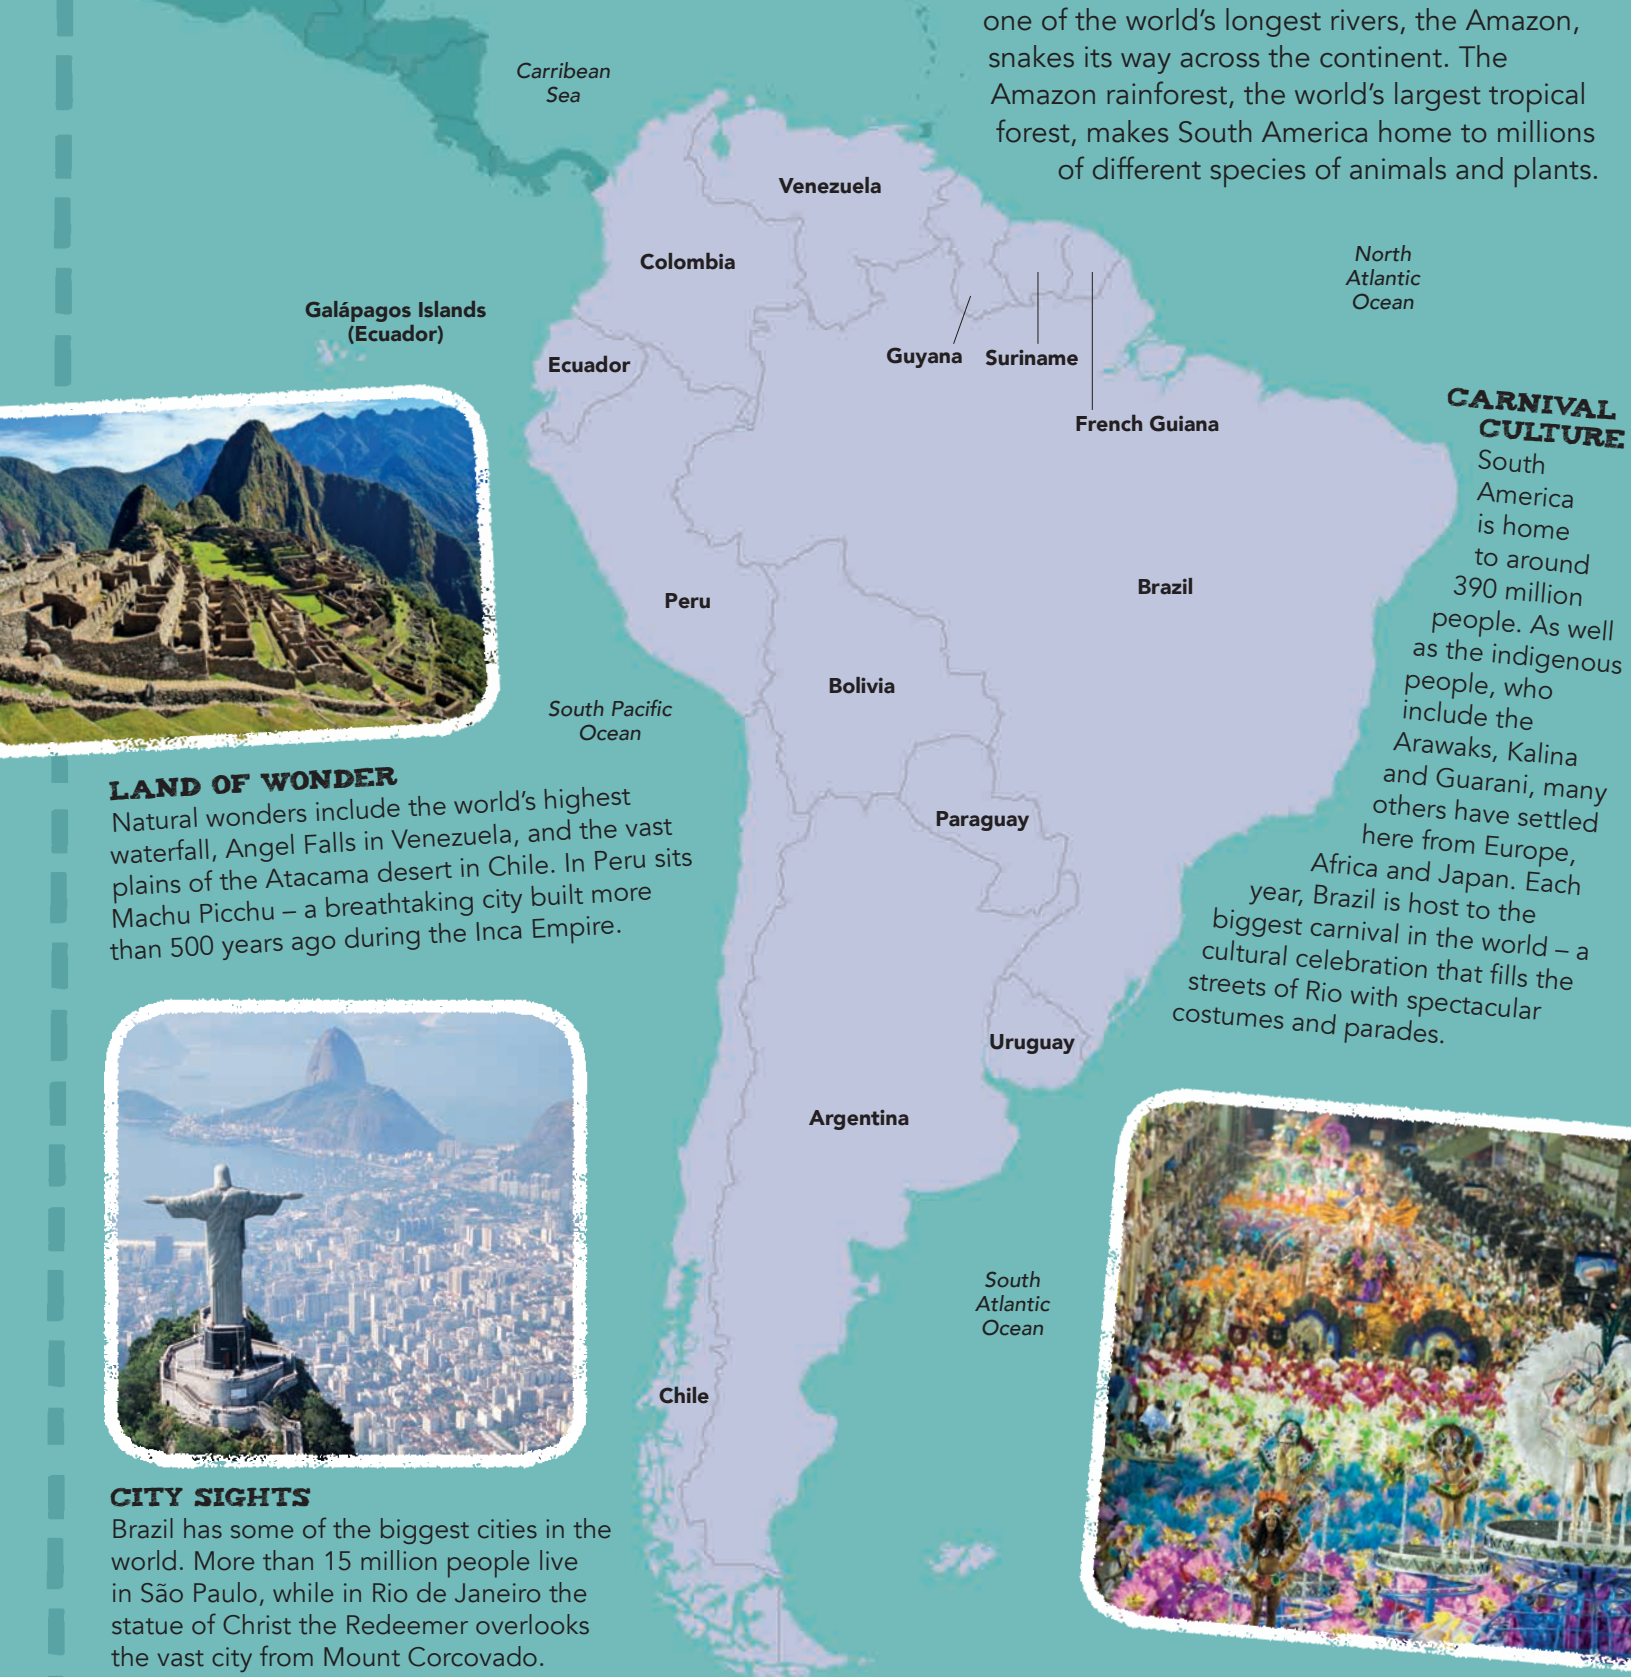 one of the world's longest rivers, the Amazon,
snakes its way across the continent. The
Amazon rainforest, the world's largest tropical
forest, makes South America home to millions
of different species of animals and plants.
Carribean
Sea
Venezuela
Colombia
North
Atlantic
Ocean
Galápagos Islands
(Ecuador)
Ecuador
Guyana
Suriname
French Guiana
Brazil
Peru
Bolivia
South Pacific
Ocean
Paraguay
Uruguay
Argentina
South
Atlantic
Ocean
Chile
CARNIVAL
CULTURE
South
America
is home
to around
390 million
people. As well
as the indigenous
people, who
include the
Arawaks, Kalina
and Guarani, many
others have settled
here from Europe,
Africa and Japan. Each
year, Brazil is host to the
biggest carnival in the world – a
cultural celebration that fills the
streets of Rio with spectacular
costumes and parades.
LAND OF WONDER
Natural wonders include the world's highest
waterfall, Angel Falls in Venezuela, and the vast
plains of the Atacama desert in Chile. In Peru sits
Machu Picchu – a breathtaking city built more
than 500 years ago during the Inca Empire.
CITY SIGHTS
Brazil has some of the biggest cities in the
world. More than 15 million people live
in São Paulo, while in Rio de Janeiro the
statue of Christ the Redeemer overlooks
the vast city from Mount Corcovado.